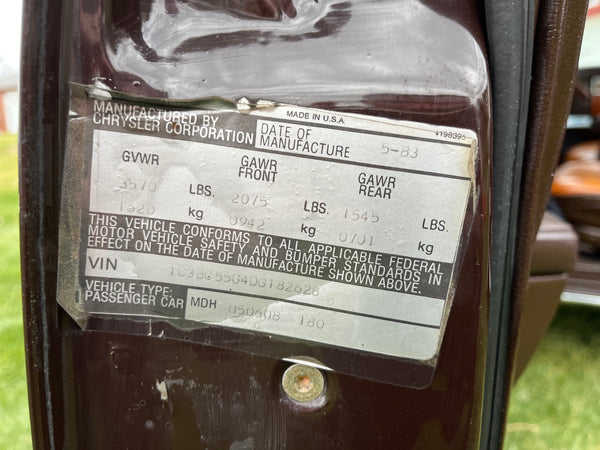 MADE IN U.S.A.
4198395
MANUFACTURED BY
CHRYSLER CORPORATION
DATE OF
MANUFACTURE 5-83
GVWR GAWR FRONT GAWR REAR
3570 LBS. 2075 LBS. 1545 LBS.
1620 kg 0942 kg 0701 kg
THIS VEHICLE CONFORMS TO ALL APPLICABLE FEDERAL
MOTOR VEHICLE SAFETY AND BUMPER STANDARDS IN
EFFECT ON THE DATE OF MANUFACTURE SHOWN ABOVE.
VIN
VEHICLE TYPE-
PASSENGER CAR
MDH 050608 180